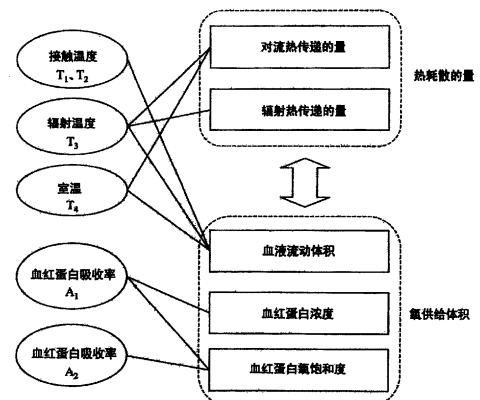 接触温度
T1、T2
辐射温度
T3
室温
T4
血红蛋白吸收率
A1
血红蛋白吸收率
A2
对流热传递的量
辐射热传递的量
热耗散的量
血液流动体积
血红蛋白浓度
血红蛋白氧饱和度
氧供给体积